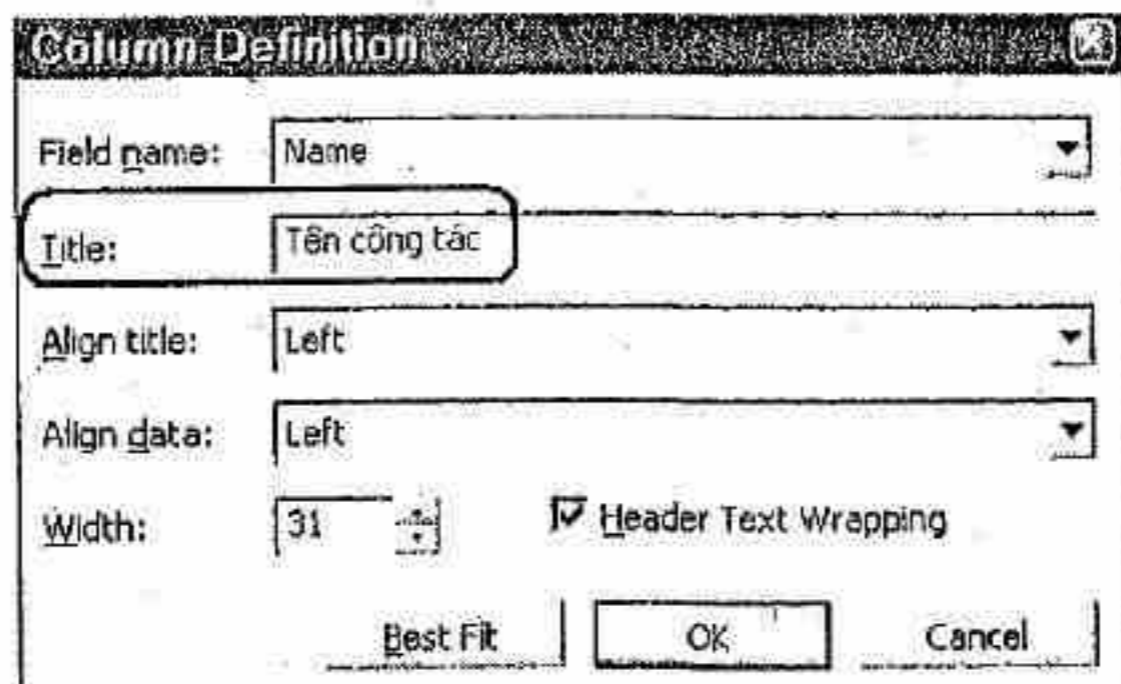 Column Definition
Field name: Name
Title: Tên công tác
Align title: Left
Align data: Left
Width: 31 Header Text Wrapping
Best Fit OK Cancel